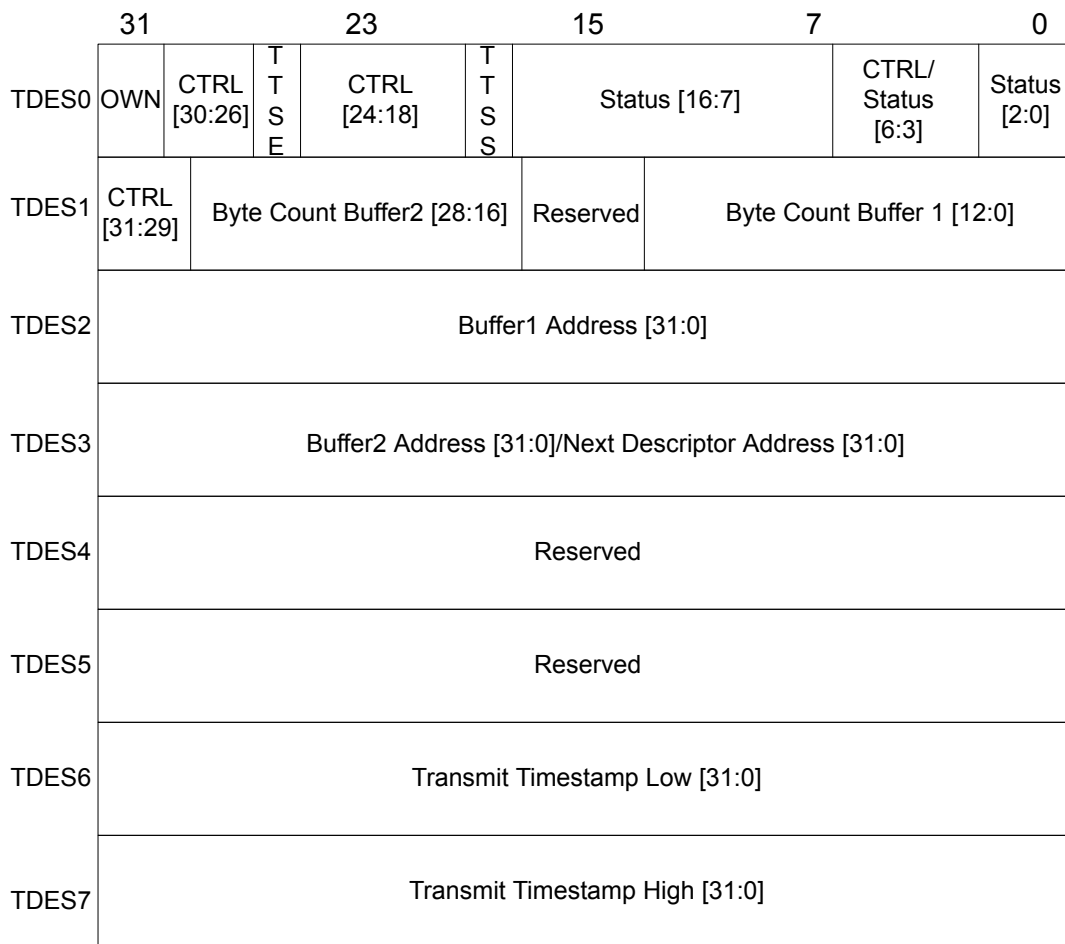 31 23 15 7 0
TDES0 OWN CTRL [30:26] T T S E CTRL [24:18] T T S S Status [16:7] CTRL/ Status [6:3] Status [2:0]
TDES1 CTRL [31:29] Byte Count Buffer2 [28:16] Reserved Byte Count Buffer 1 [12:0]
TDES2 Buffer1 Address [31:0]
TDES3 Buffer2 Address [31:0]/Next Descriptor Address [31:0]
TDES4 Reserved
TDES5 Reserved
TDES6 Transmit Timestamp Low [31:0]
TDES7 Transmit Timestamp High [31:0]